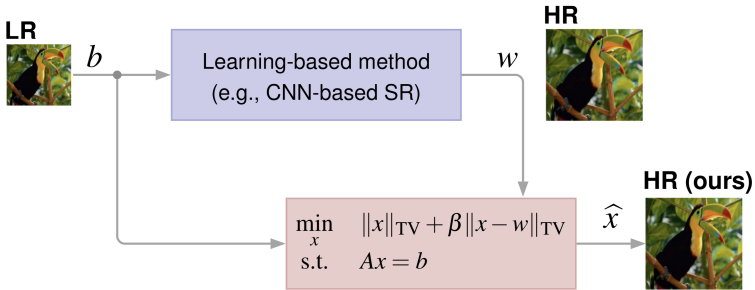 LR
HR
b
Learning-based method
(e.g., CNN-based SR)
w
HR (ours)
min ‖x‖TV + β‖x − w‖TV
x
s.t. Ax = b
x̂